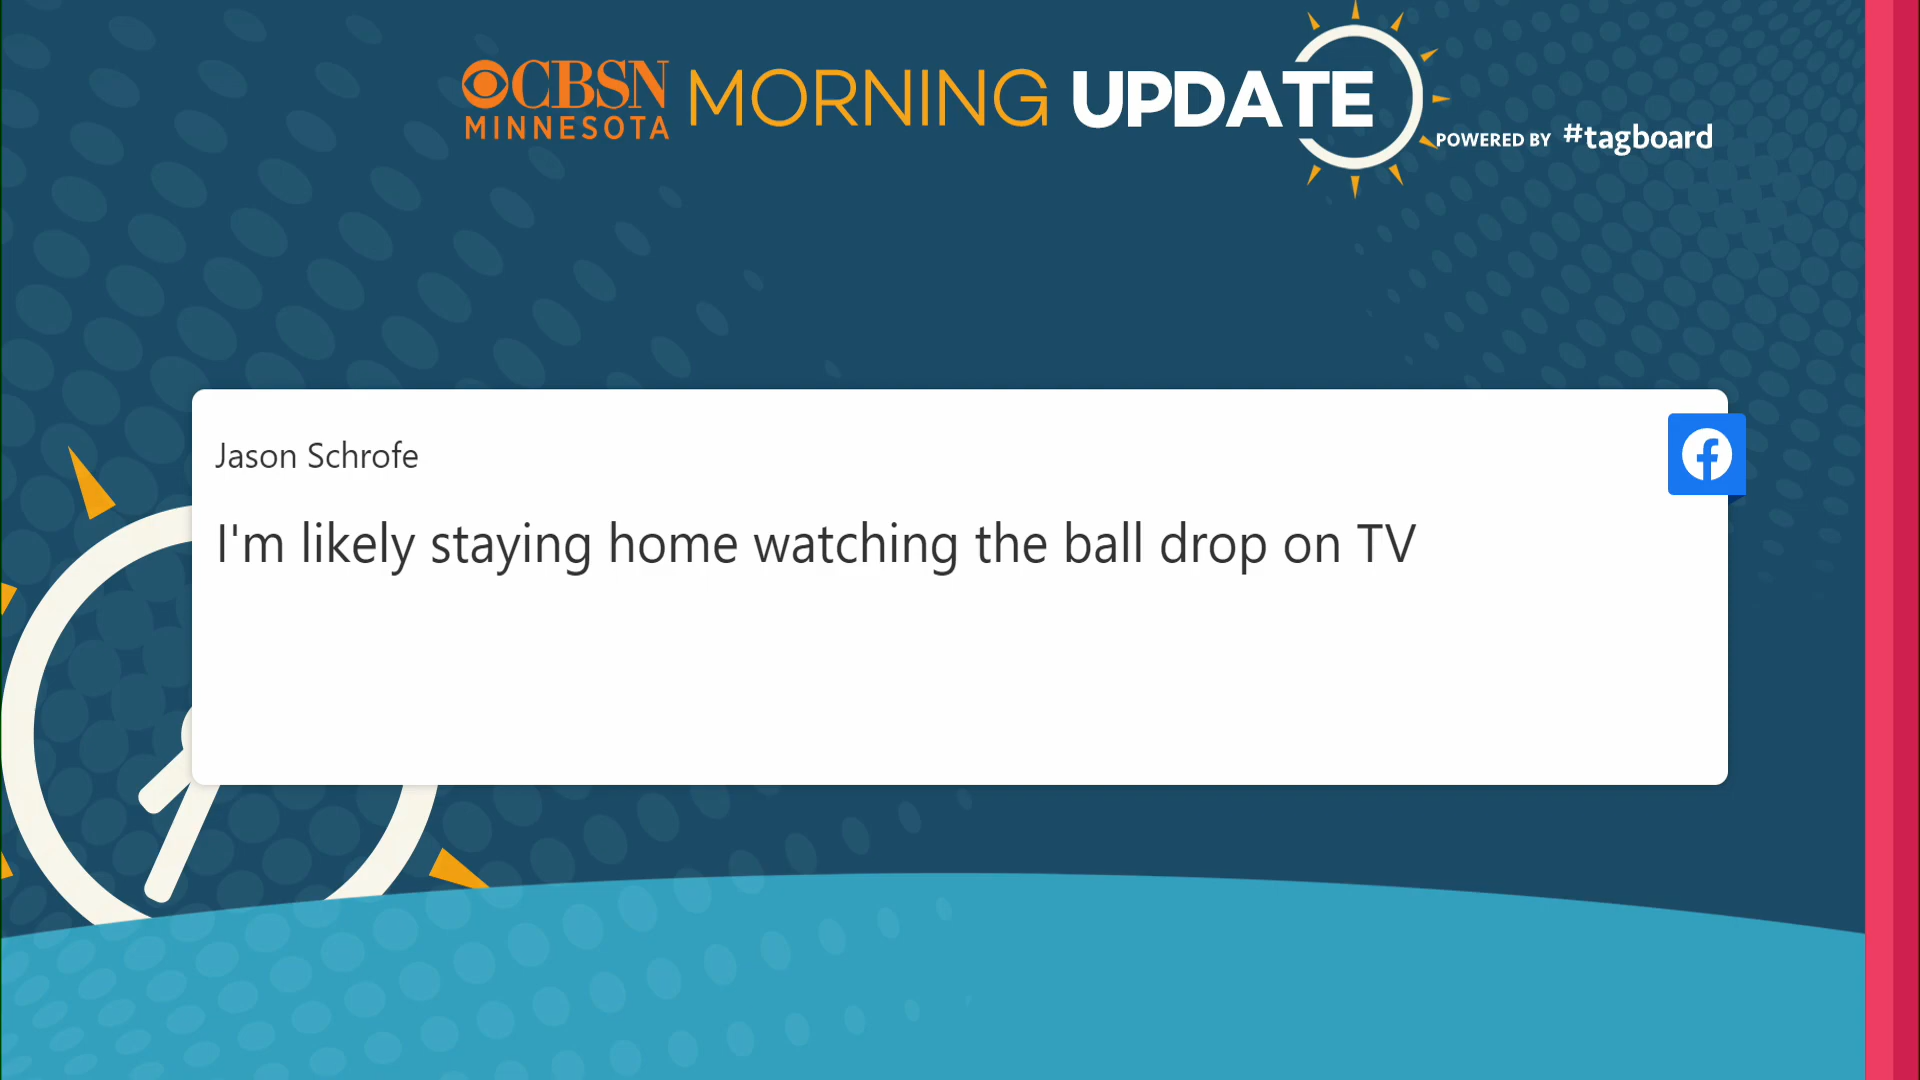 CBSN MORNING UPDATE
MINNESOTA
POWERED BY #tagboard
Jason Schrofe
I'm likely staying home watching the ball drop on TV